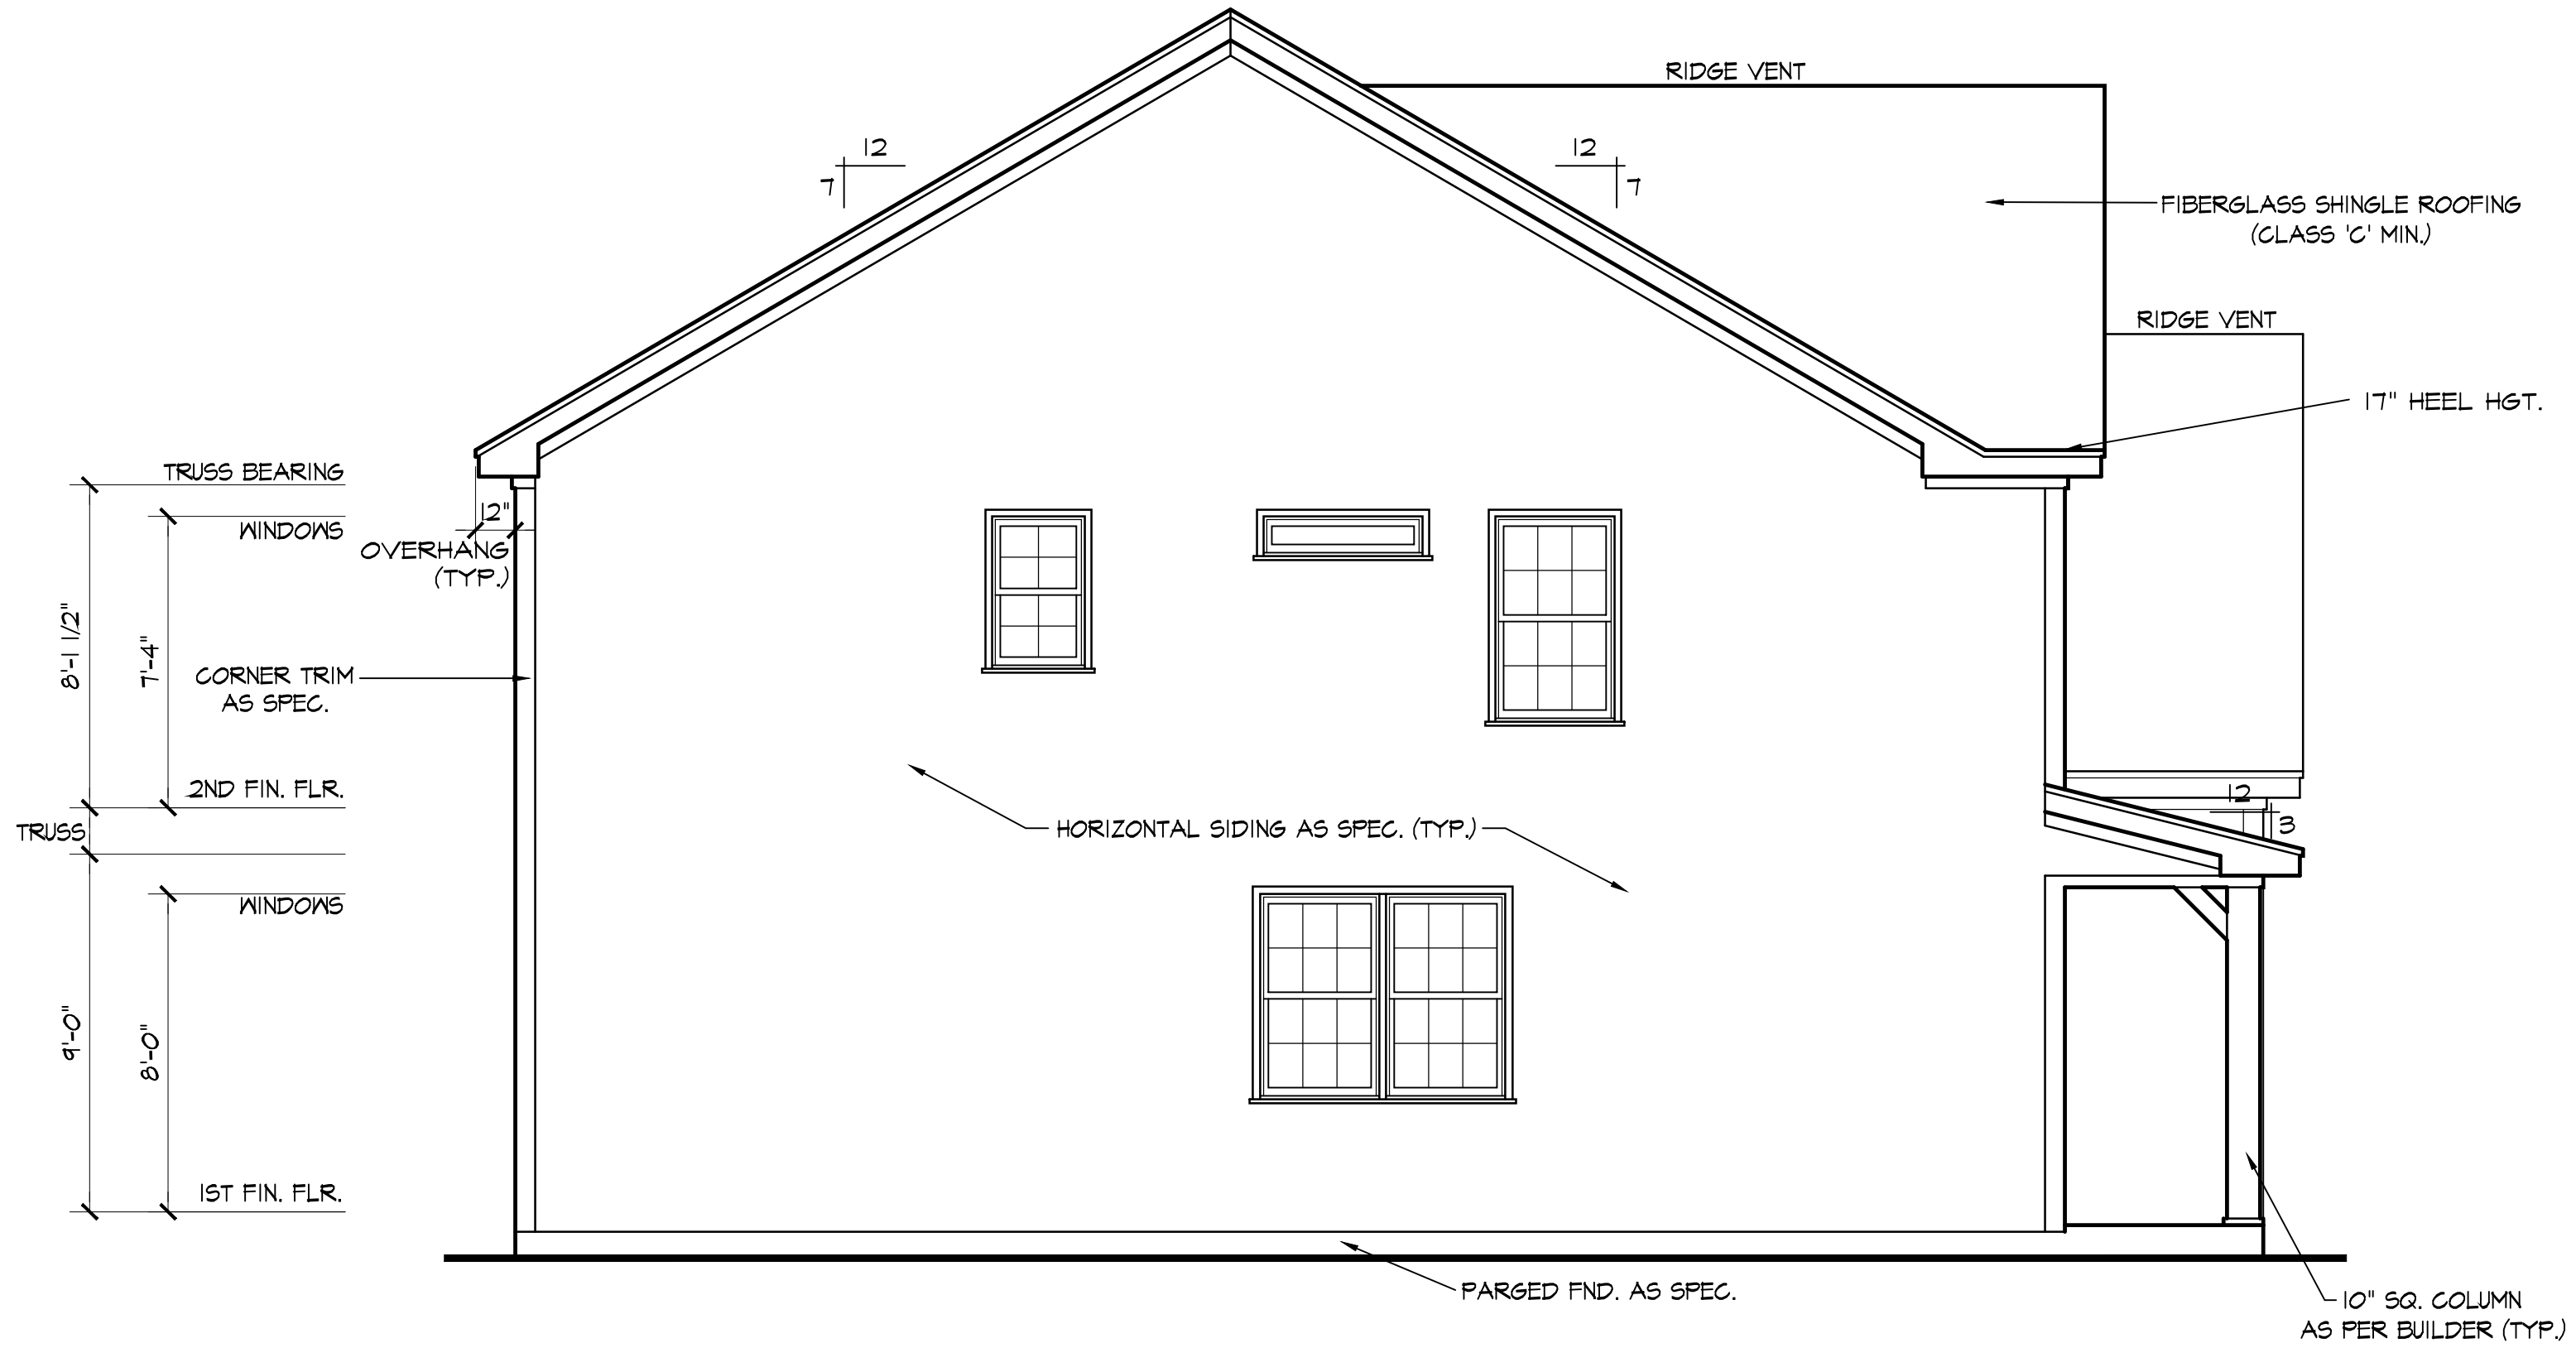 RIDGE VENT
12
7
12
7
FIBERGLASS SHINGLE ROOFING
(CLASS 'C' MIN.)
RIDGE VENT
17" HEEL HGT.
TRUSS BEARING
12"
WINDOWS
OVERHANG
(TYP.)
8'-1 1/2"
7'-4"
CORNER TRIM
AS SPEC.
2ND FIN. FLR.
12
3
TRUSS
HORIZONTAL SIDING AS SPEC. (TYP.)
WINDOWS
9'-0"
8'-0"
1ST FIN. FLR.
PARGED FND. AS SPEC.
10" SQ. COLUMN
AS PER BUILDER (TYP.)